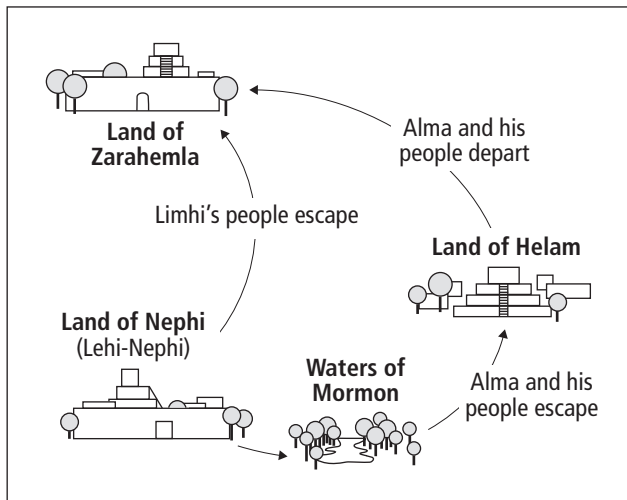 Land of
Zarahemla
Alma and his
people depart
Limhi's people escape
Land of Helam
Land of Nephi
(Lehi-Nephi)
Waters of
Mormon
Alma and his
people escape